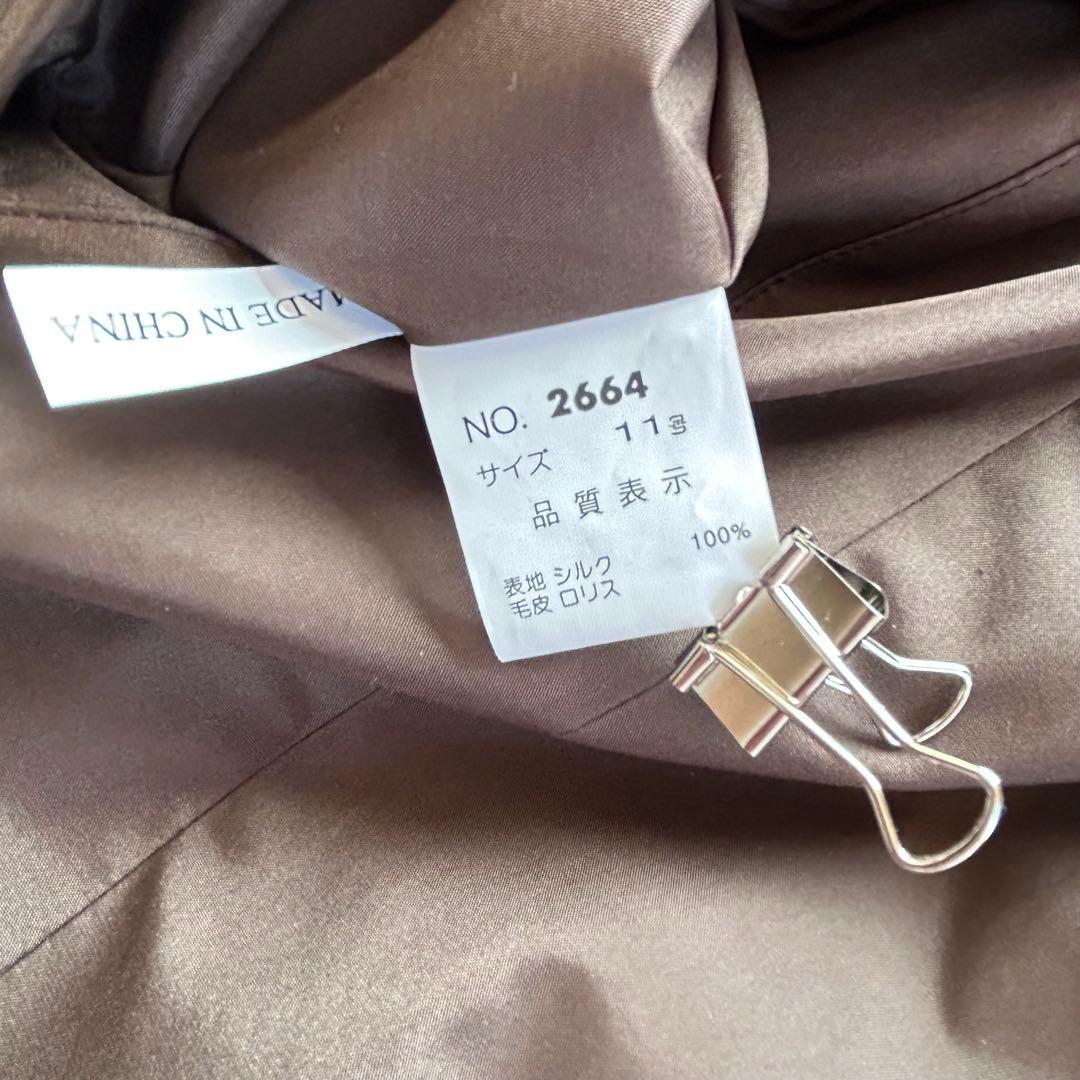 MADE IN CHINA
NO. 2664
サイズ 11号
品質表示
表地 シルク 100%
毛皮 ロリス